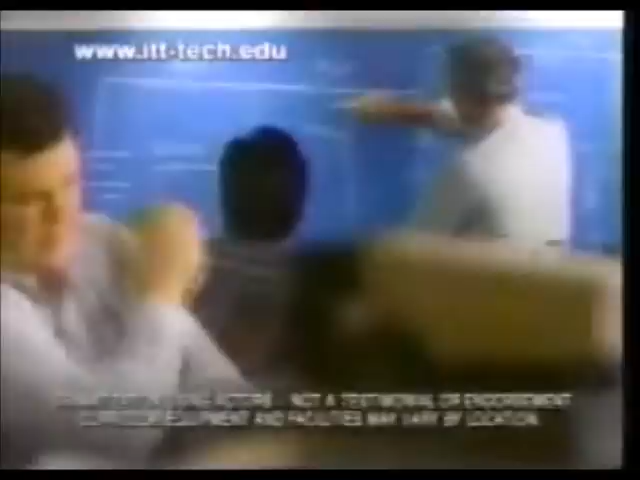 www.itt-tech.edu
NOT A TESTIMONIAL OR ENDORSEMENT
EQUIPMENT AND FACILITIES MAY VARY BY LOCATION.